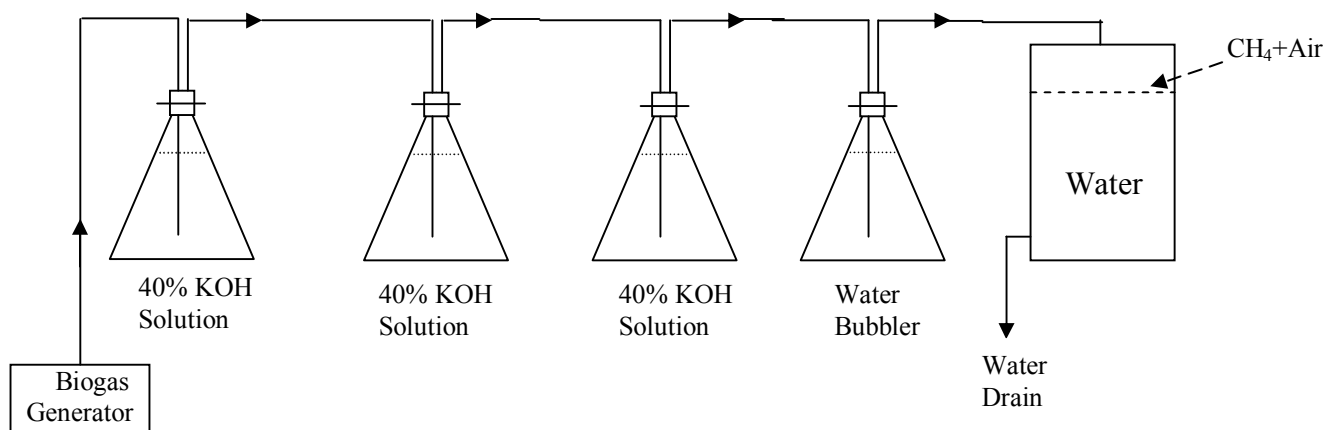 CH₄+Air
Water
40% KOH
Solution
40% KOH
Solution
40% KOH
Solution
Water
Bubbler
Water
Drain
Biogas
Generator